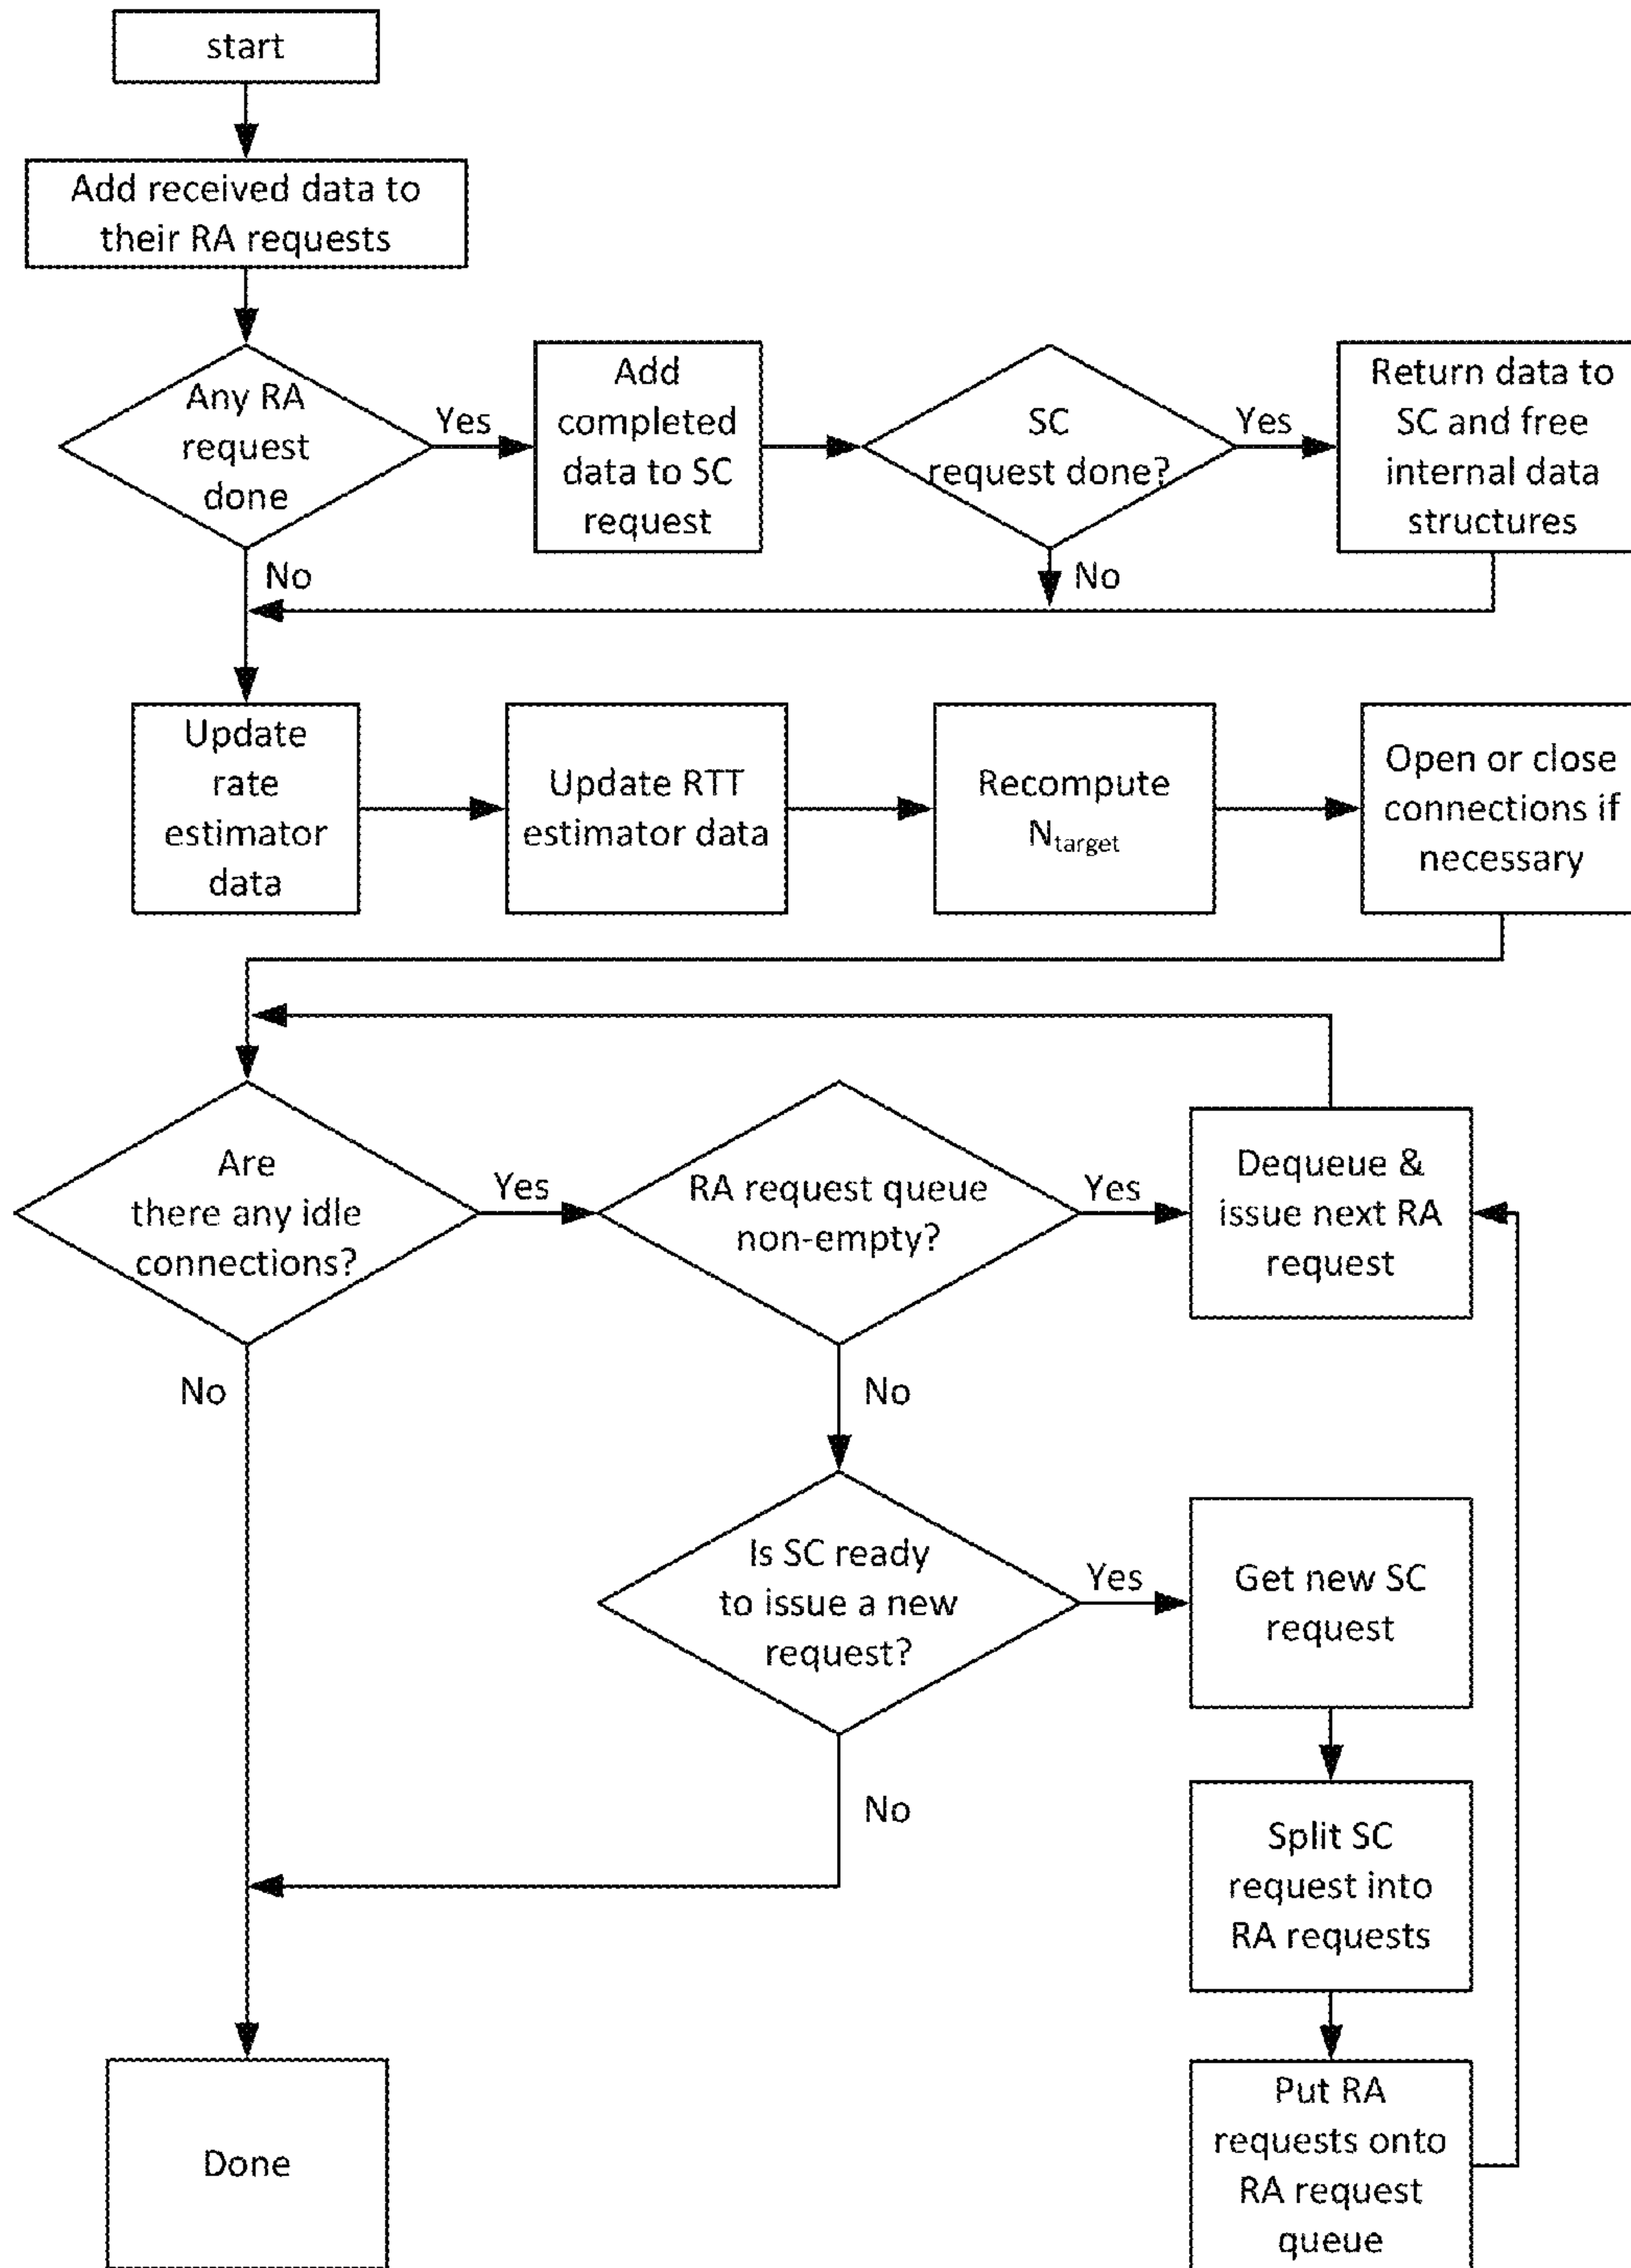 start
Add received data to
their RA requests
Any RA
request
done
Yes
Add
completed
data to SC
request
SC
request done?
Yes
Return data to
SC and free
internal data
structures
No
No
Update
rate
estimator
data
Update RTT
estimator data
Recompute
Ntarget
Open or close
connections if
necessary
Are
there any idle
connections?
Yes
RA request queue
non-empty?
Yes
Dequeue &
issue next RA
request
No
No
Is SC ready
to issue a new
request?
Yes
Get new SC
request
No
Split SC
request into
RA requests
Done
Put RA
requests onto
RA request
queue